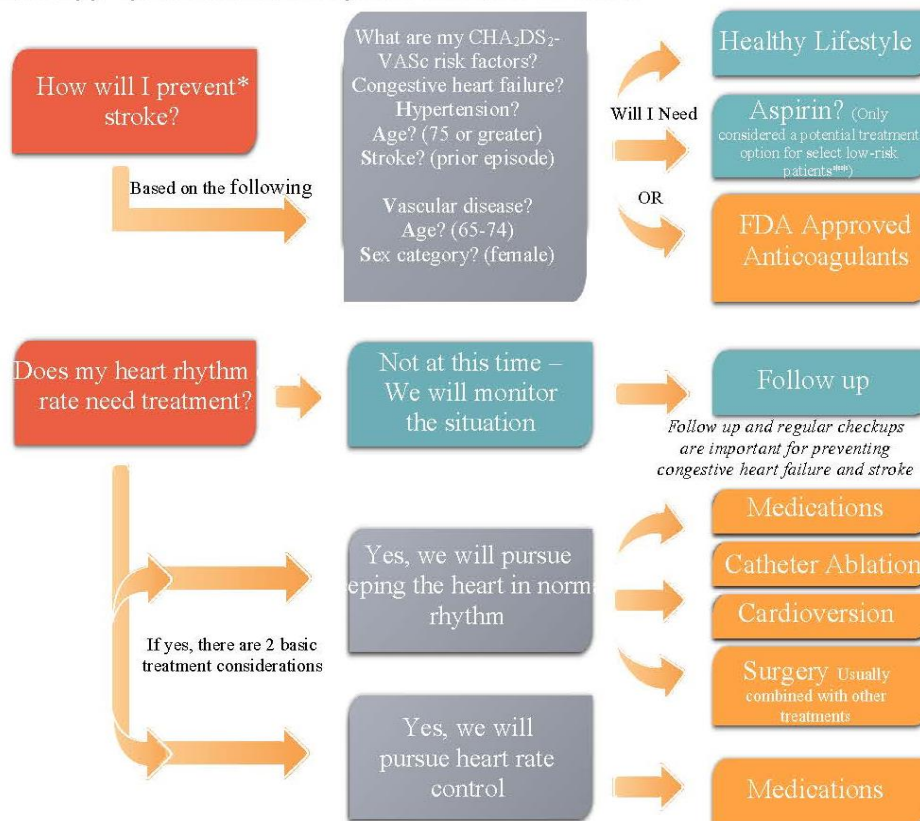 How will I prevent*
stroke?
Based on the following
What are my CHA₂DS₂-
VASc risk factors?
Congestive heart failure?
Hypertension?
Age? (75 or greater)
Stroke? (prior episode)
Vascular disease?
Age? (65-74)
Sex category? (female)
Will I Need
OR
Healthy Lifestyle
Aspirin? (Only
considered a potential treatment
option for select low-risk
patients**)
FDA Approved
Anticoagulants
Does my heart rhythm
rate need treatment?
Not at this time –
We will monitor
the situation
Follow up
Follow up and regular checkups
are important for preventing
congestive heart failure and stroke
If yes, there are 2 basic
treatment considerations
Yes, we will pursue
eeping the heart in norm
rhythm
Medications
Catheter Ablation
Cardioversion
Surgery Usually
combined with other
treatments
Yes, we will
pursue heart rate
control
Medications